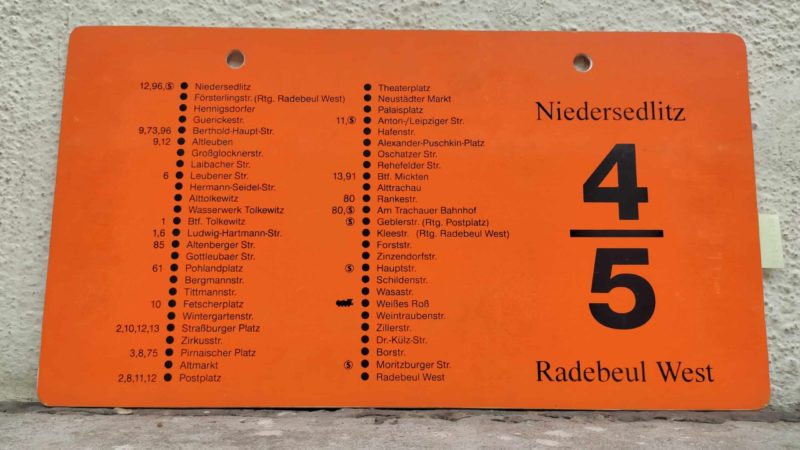 12,96,Ⓢ ● Niedersedlitz
● Försterlingstr. (Rtg. Radebeul West)
● Hennigsdorfer
● Guerickestr.
9,73,96 ● Berthold-Haupt-Str.
9,12 ● Altleuben
● Großglocknerstr.
● Laibacher Str.
6 ● Leubener Str.
● Hermann-Seidel-Str.
● Alttolkewitz
● Wasserwerk Tolkewitz
1 ● Btf. Tolkewitz
1,6 ● Ludwig-Hartmann-Str.
85 ● Altenberger Str.
● Gottleubaer Str.
61 ● Pohlandplatz
● Bergmannstr.
● Tittmannstr.
10 ● Fetscherplatz
● Wintergartenstr.
2,10,12,13 ● Straßburger Platz
● Zirkusstr.
3,8,75 ● Pirnaischer Platz
● Altmarkt
2,8,11,12 ● Postplatz
● Theaterplatz
● Neustädter Markt
● Palaisplatz
11,Ⓢ ● Anton-/Leipziger Str.
● Hafenstr.
● Alexander-Puschkin-Platz
● Oschatzer Str.
● Rehefelder Str.
13,91 ● Btf. Mickten
● Alttrachau
80 ● Rankestr.
80,Ⓢ ● Am Trachauer Bahnhof
Ⓢ ● Geblerstr. (Rtg. Postplatz)
● Kleestr. (Rtg. Radebeul West)
● Forststr.
● Zinzendorfstr.
Ⓢ ● Hauptstr.
● Schildenstr.
● Wasastr.
● Weißes Roß
● Weintraubenstr.
● Zillerstr.
● Dr.-Külz-Str.
● Borstr.
Ⓢ ● Moritzburger Str.
● Radebeul West
Niedersedlitz
4
5
Radebeul West